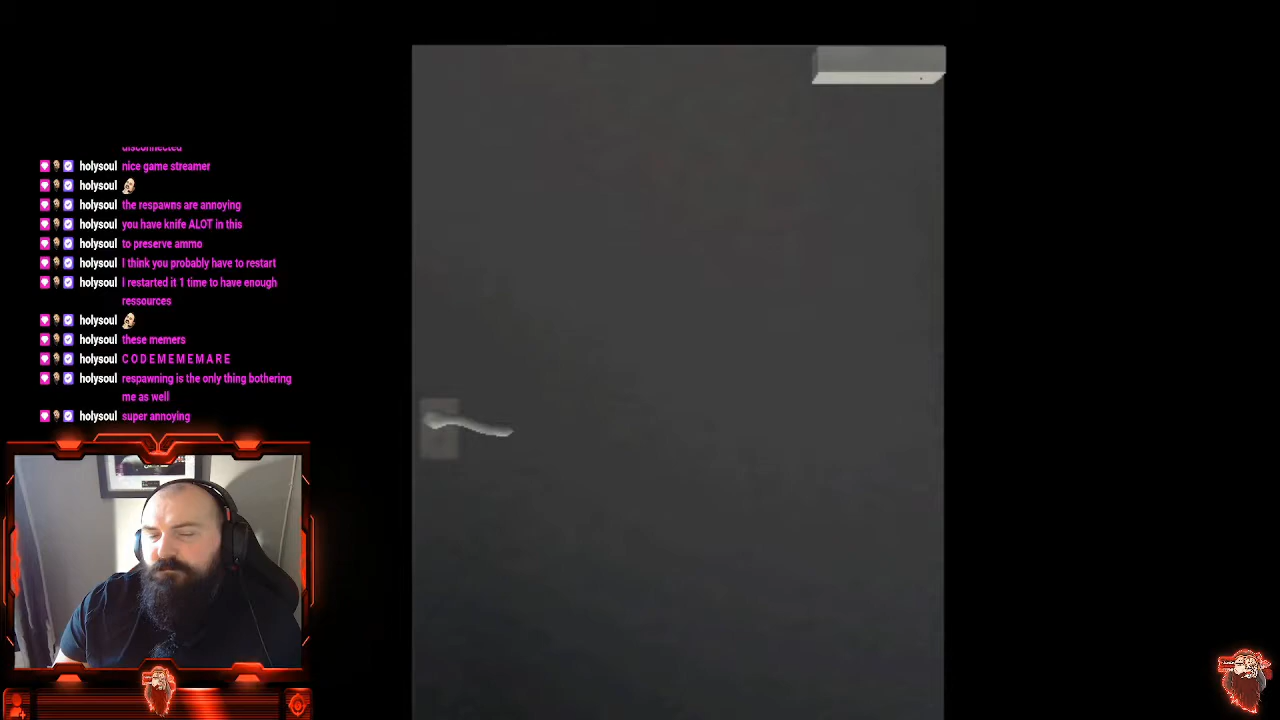 disconnected
holysoul nice game streamer
holysoul
holysoul the respawns are annoying
holysoul you have knife ALOT in this
holysoul to preserve ammo
holysoul I think you probably have to restart
holysoul I restarted it 1 time to have enough
ressources
holysoul
holysoul these memers
holysoul C O D E M E M E M A R E
holysoul respawning is the only thing bothering
me as well
holysoul super annoying